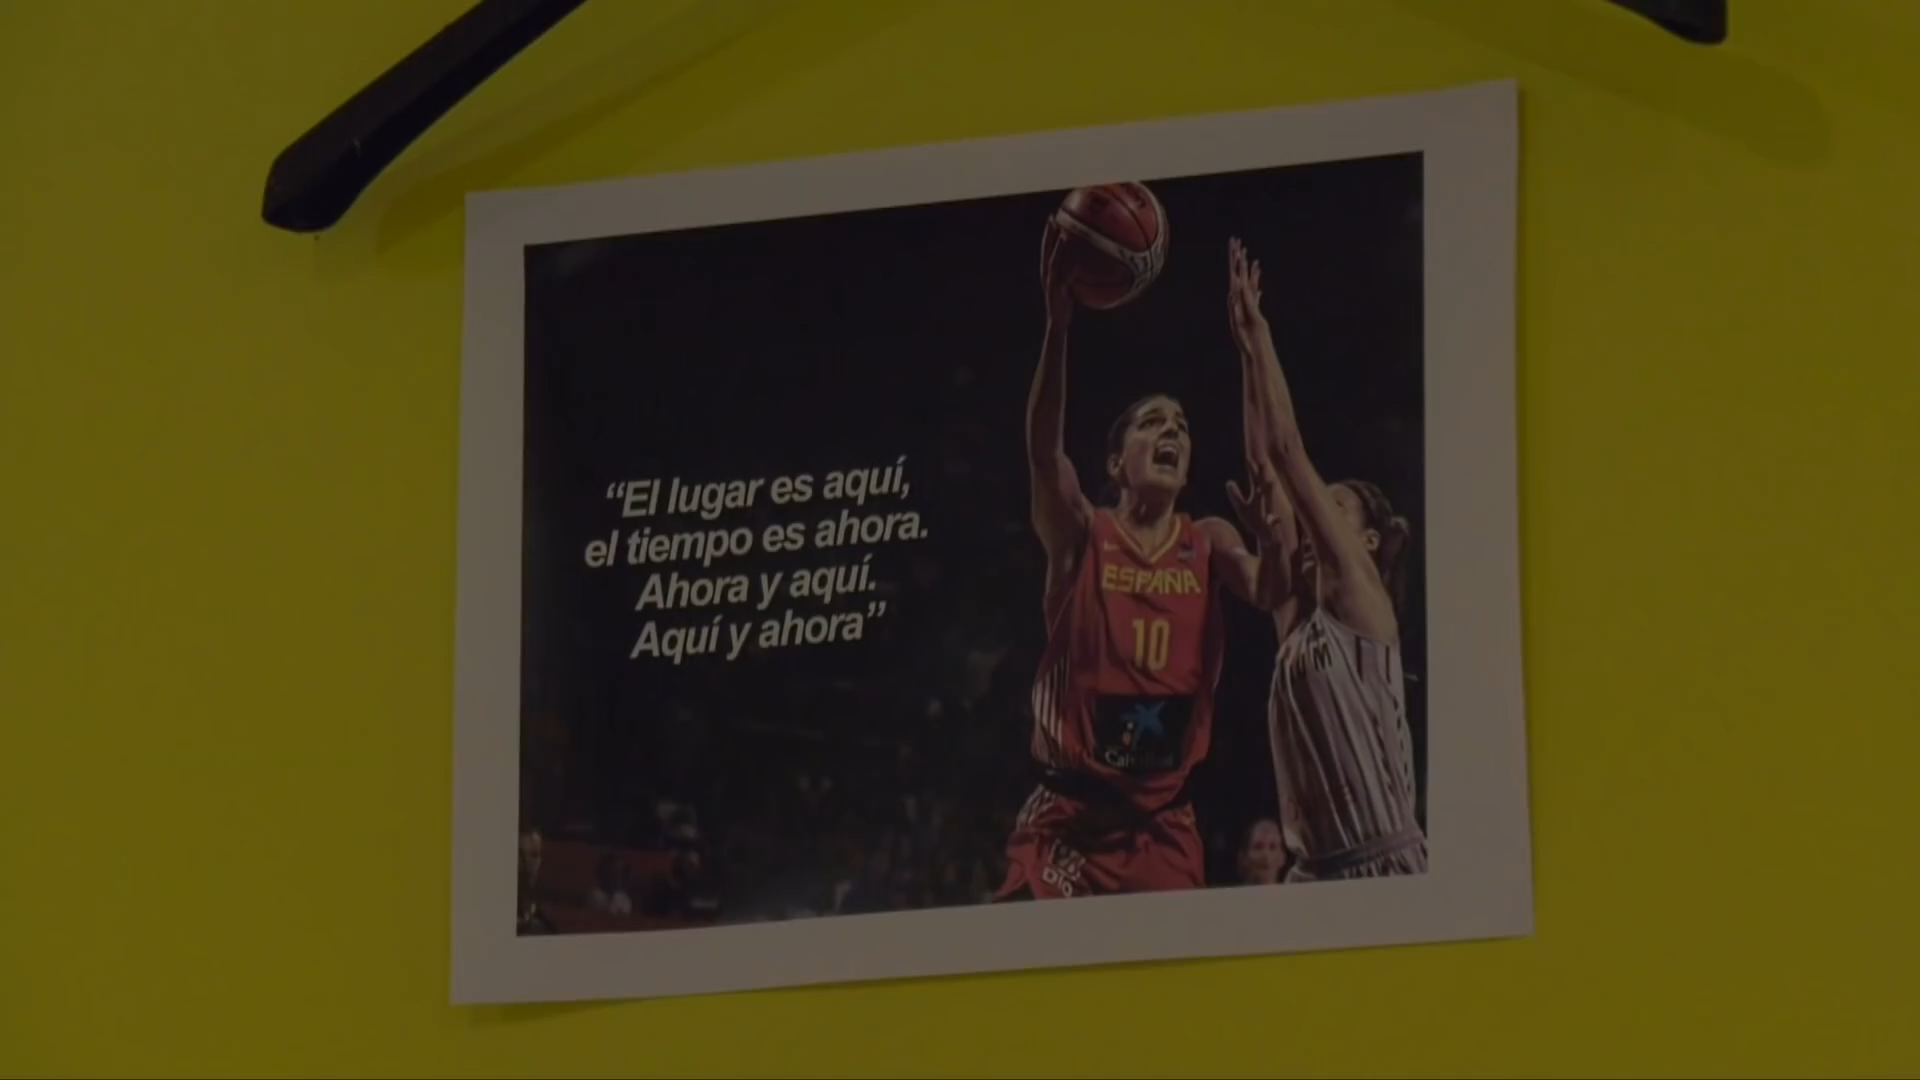 “El lugar es aquí,
el tiempo es ahora.
Ahora y aquí.
Aquí y ahora”
ESPAÑA
10